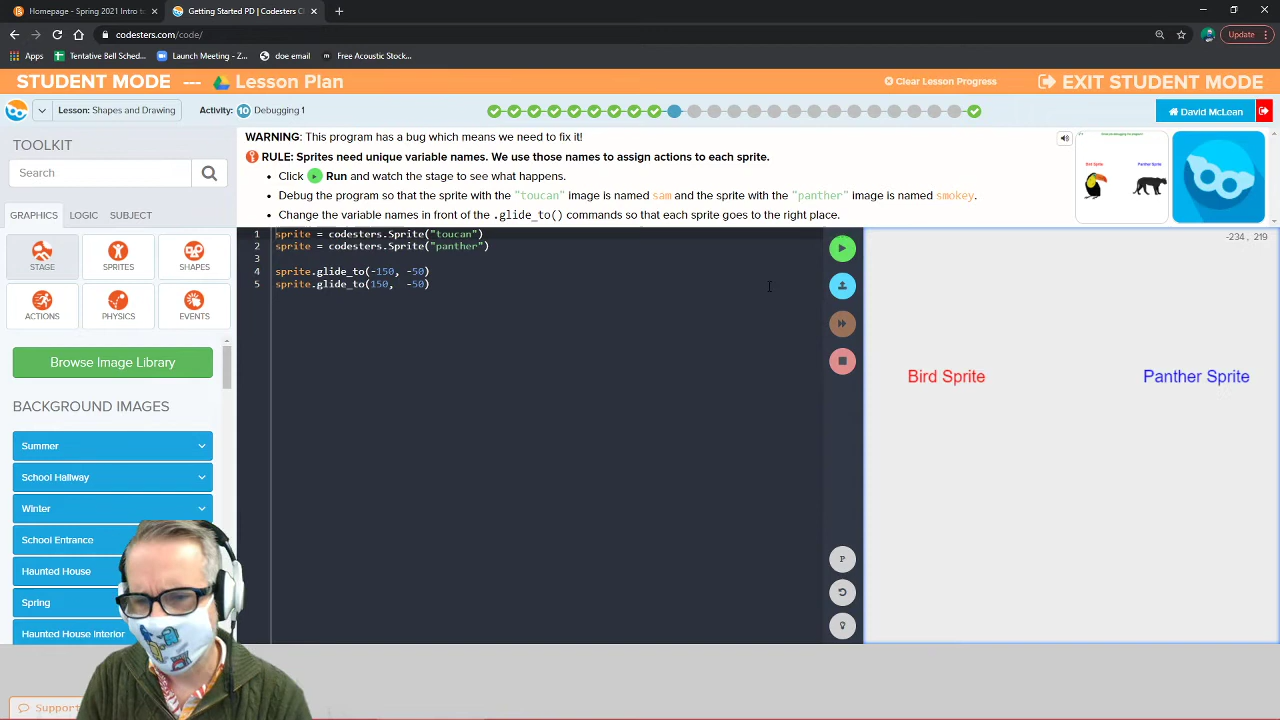 Homepage - Spring 2021 Intro to
Getting Started PD | Codesters C
codesters.com/code/
Update
Apps
Tentative Bell Sched...
Launch Meeting - Z...
doe email
Free Acoustic Stock...
STUDENT MODE — Lesson Plan
Clear Lesson Progress
EXIT STUDENT MODE
Lesson: Shapes and Drawing
Activity: 10 Debugging 1
David McLean
TOOLKIT
Search
GRAPHICS LOGIC SUBJECT
STAGE SPRITES SHAPES
ACTIONS PHYSICS EVENTS
Browse Image Library
BACKGROUND IMAGES
Summer
School Hallway
Winter
School Entrance
Haunted House
Spring
Haunted House Interior
Support
WARNING: This program has a bug which means we need to fix it!
RULE: Sprites need unique variable names. We use those names to assign actions to each sprite.
• Click Run and watch the stage to see what happens.
• Debug the program so that the sprite with the "toucan" image is named sam and the sprite with the "panther" image is named smokey.
• Change the variable names in front of the .glide_to() commands so that each sprite goes to the right place.
Bird Sprite Panther Sprite
1 sprite = codesters.Sprite("toucan")
2 sprite = codesters.Sprite("panther")
3
4 sprite.glide_to(-150, -50)
5 sprite.glide_to(150, -50)
P
-234, 219
Bird Sprite
Panther Sprite